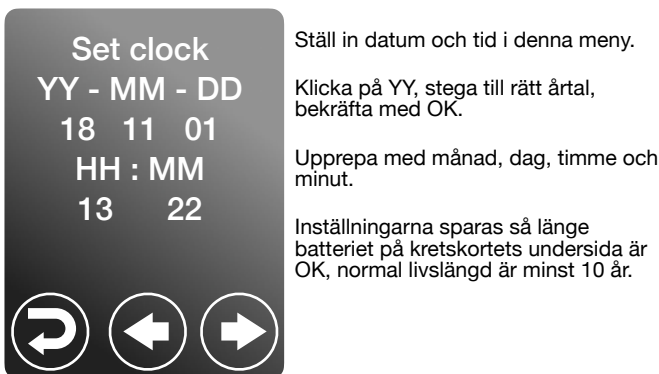 Set clock
YY - MM - DD
18 11 01
HH : MM
13 22
Ställ in datum och tid i denna meny.
Klicka på YY, stega till rätt årtal,
bekräfta med OK.
Upprepa med månad, dag, timme och
minut.
Inställningarna sparas så länge
batteriet på kretskortets undersida är
OK, normal livslängd är minst 10 år.